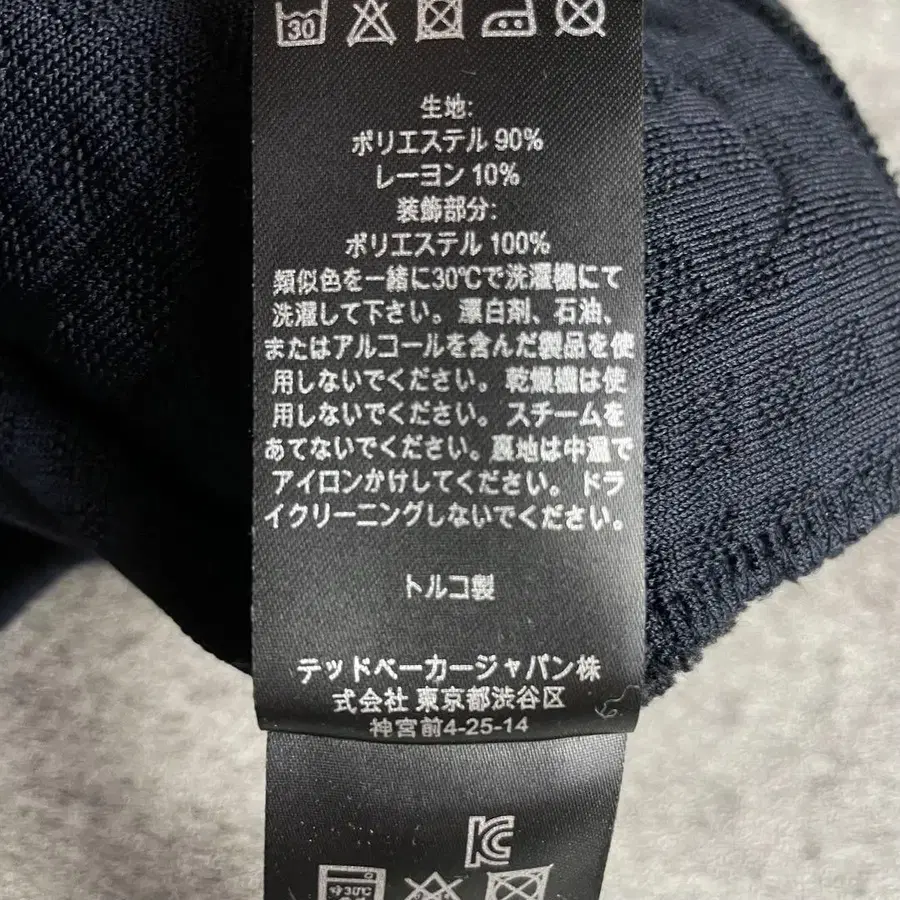 30
生地:
ポリエステル 90%
レーヨン 10%
装飾部分:
ポリエステル 100%
類似色を一緒に30℃で洗濯機にて
洗濯して下さい。漂白剤、石油、
またはアルコールを含んだ製品を使
用しないでください。乾燥機は使
用しないでください。スチームを
あてないでください。裏地は中温で
アイロンかけしてください。ドラ
イクリーニングしないでください。
トルコ製
テッドベーカージャパン株
式会社 東京都渋谷区
神宮前4-25-14
KC
약30℃